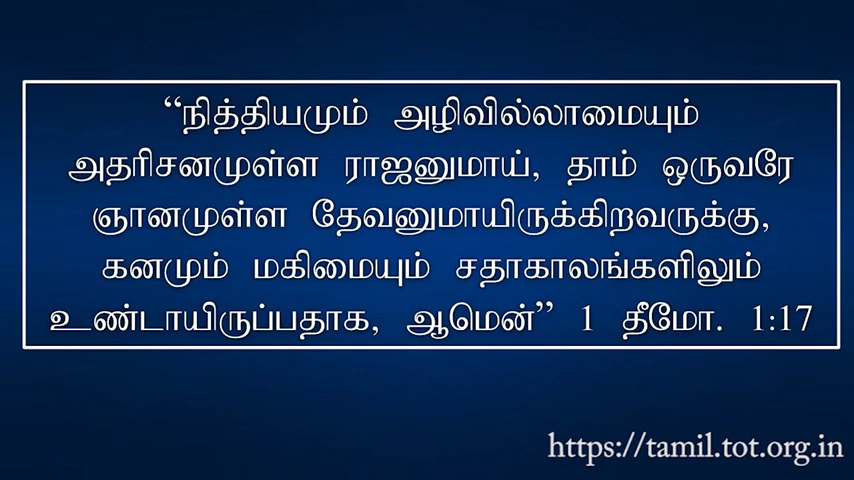 “நித்தியமும் அழிவில்லாமையும்
அதரிசனமுள்ள ராஜனுமாய், தாம் ஒருவரே
ஞானமுள்ள தேவனுமாயிருக்கிறவருக்கு,
கனமும் மகிமையும் சதாகாலங்களிலும்
உண்டாயிருப்பதாக, ஆமென்” 1 தீமோ. 1:17
https://tamil.tot.org.in